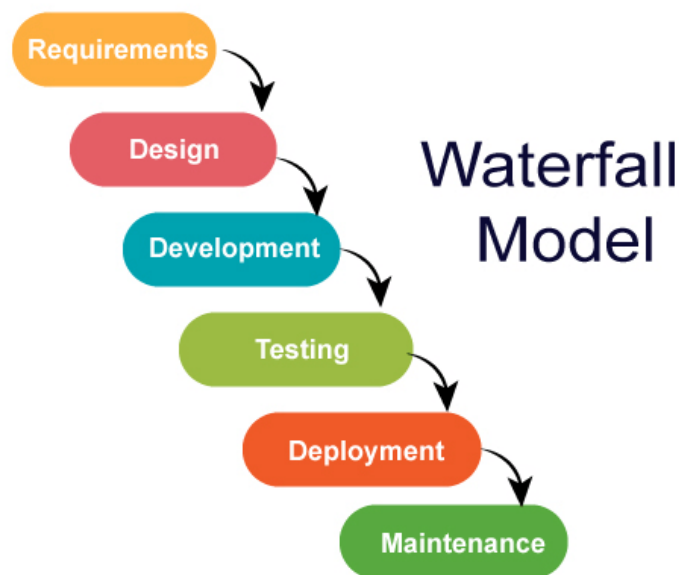 Requirements
Design
Waterfall
Model
Development
Testing
Deployment
Maintenance